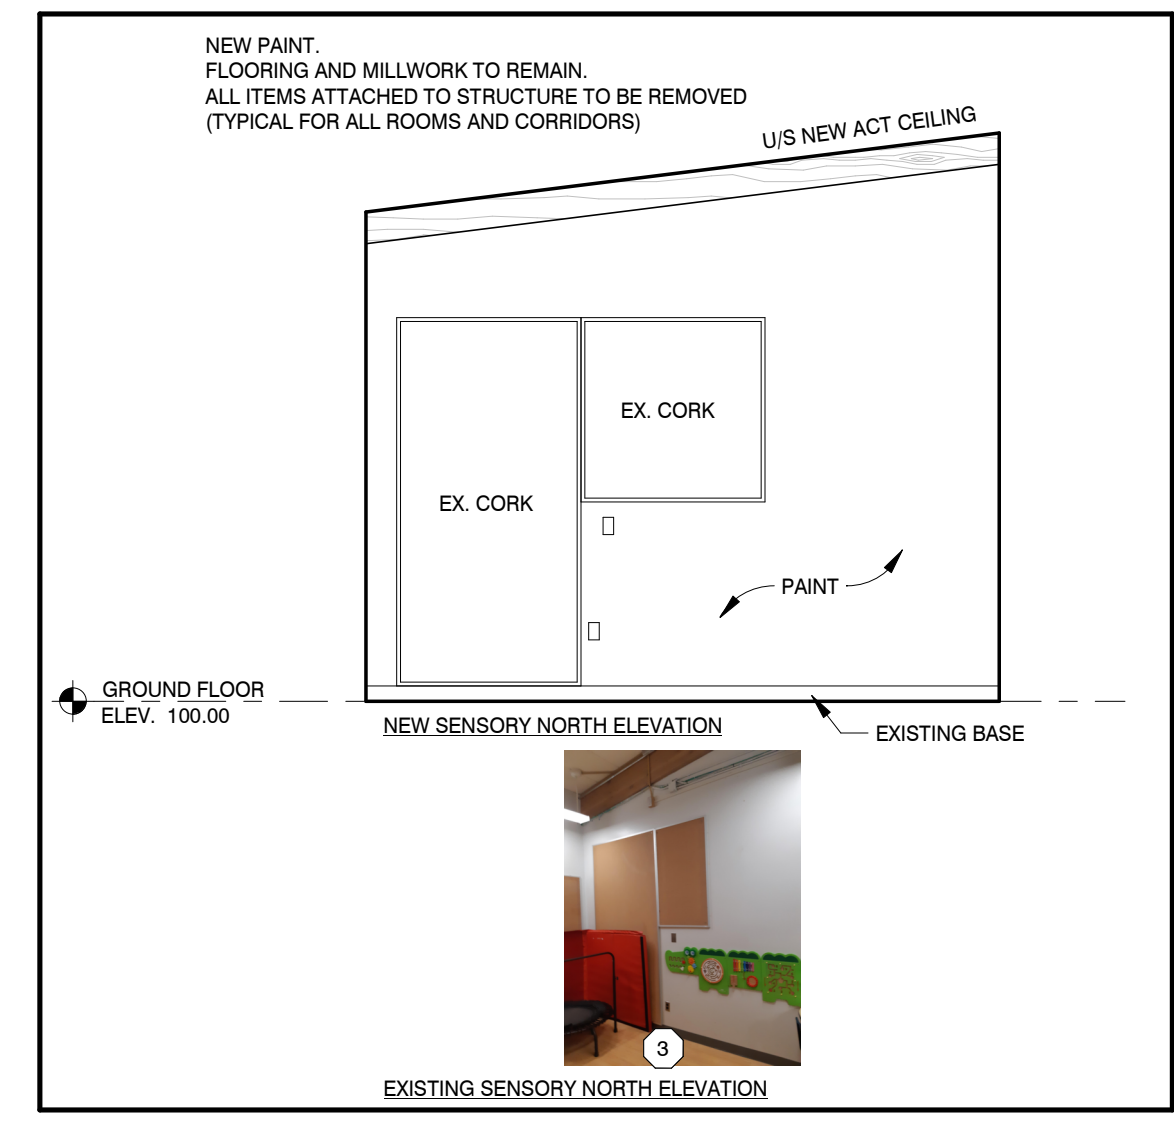 NEW PAINT.
FLOORING AND MILLWORK TO REMAIN.
ALL ITEMS ATTACHED TO STRUCTURE TO BE REMOVED
(TYPICAL FOR ALL ROOMS AND CORRIDORS)
U/S NEW ACT CEILING
EX. CORK
EX. CORK
PAINT
GROUND FLOOR
ELEV. 100.00
NEW SENSORY NORTH ELEVATION
EXISTING BASE
3
EXISTING SENSORY NORTH ELEVATION